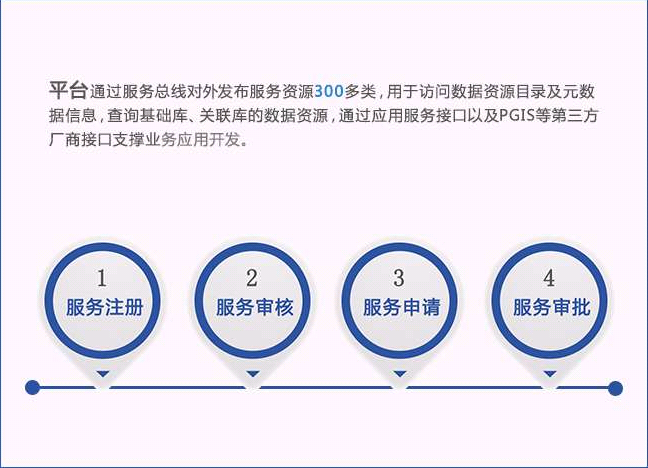 平台通过服务总线对外发布服务资源300多类,用于访问数据资源目录及元数
据信息,查询基础库、关联库的数据资源,通过应用服务接口以及PGIS等第三方
厂商接口支撑业务应用开发。
1
服务注册
2
服务审核
3
服务申请
4
服务审批